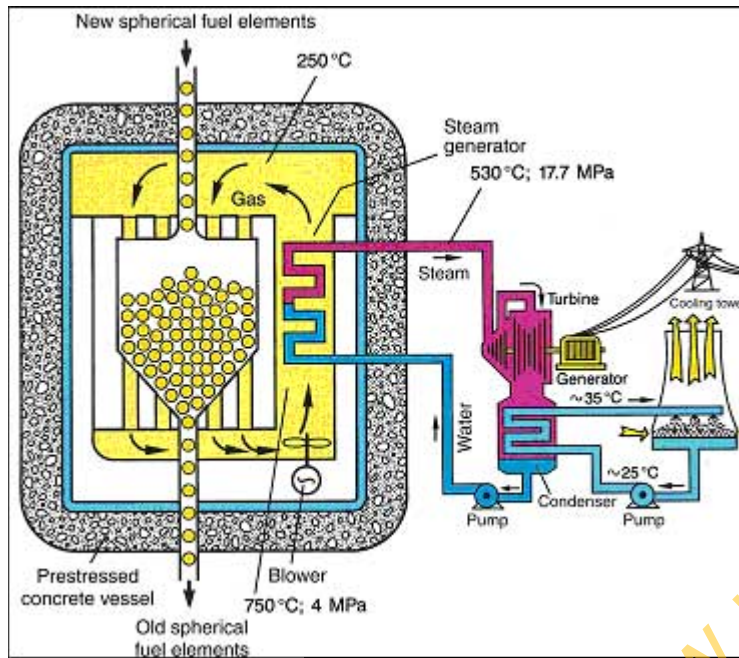 New spherical fuel elements
250°C
Steam
generator
530°C; 17.7 MPa
Gas
Steam
Turbine
Cooling towe
Generator
~35°C
Water
~25°C
Condenser
Pump
Pump
Prestressed
concrete vessel
Blower
750°C; 4 MPa
Old spherical
fuel elements